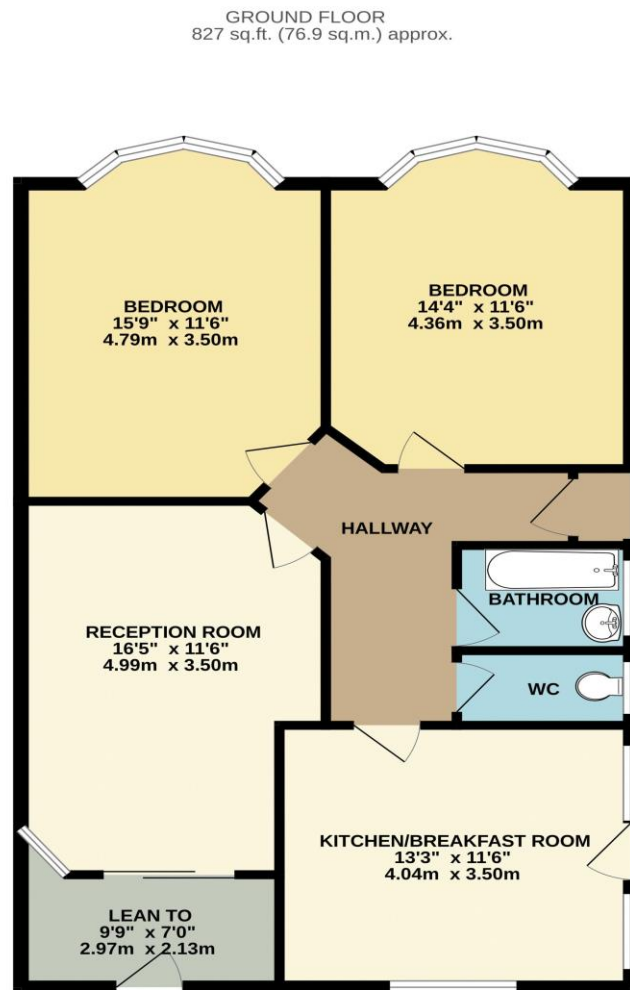 GROUND FLOOR
827 sq.ft. (76.9 sq.m.) approx.
BEDROOM
15'9" x 11'6"
4.79m x 3.50m
BEDROOM
14'4" x 11'6"
4.36m x 3.50m
HALLWAY
BATHROOM
RECEPTION ROOM
16'5" x 11'6"
4.99m x 3.50m
WC
KITCHEN/BREAKFAST ROOM
13'3" x 11'6"
4.04m x 3.50m
LEAN TO
9'9" x 7'0"
2.97m x 2.13m